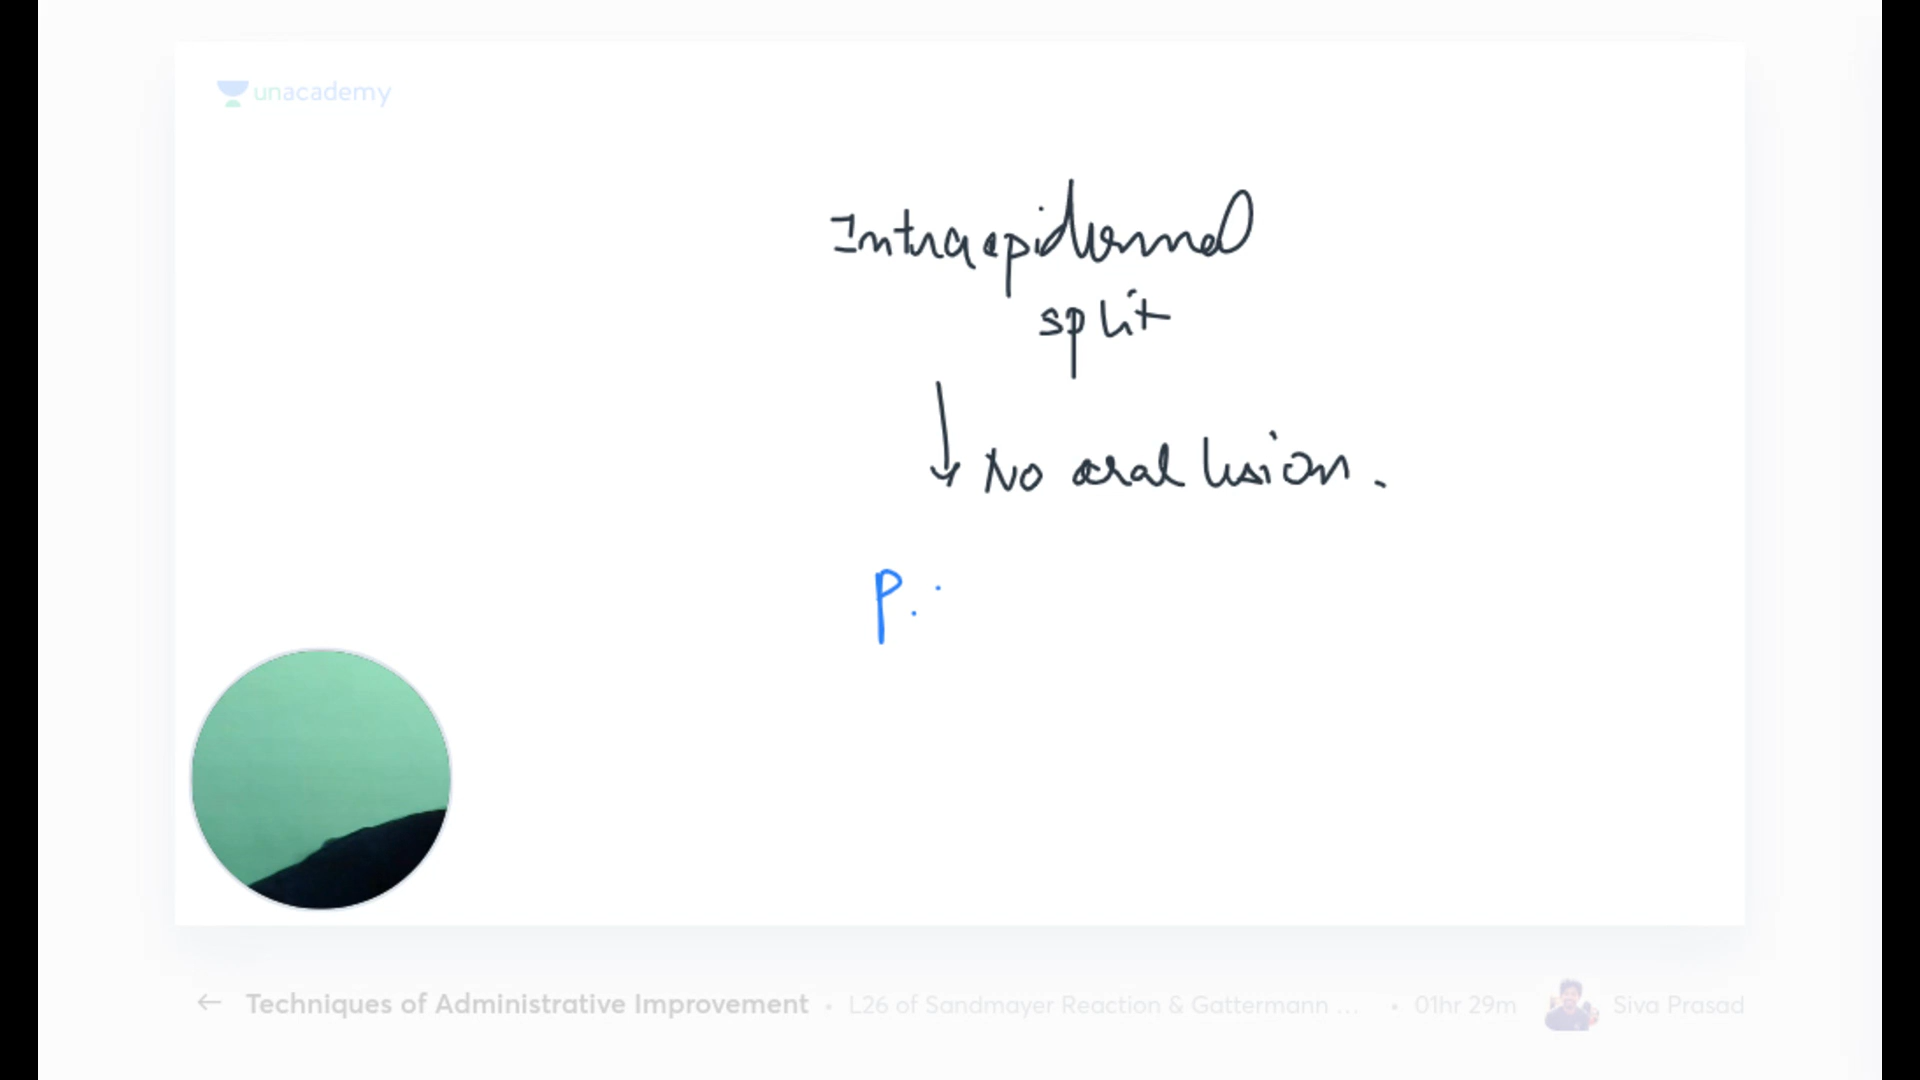 unacademy
Intraepidermal
split
↓ No oral lesion.
P.
← Techniques of Administrative Improvement • L26 of Sandmayer Reaction & Gattermann ... • 01hr 29m Siva Prasad